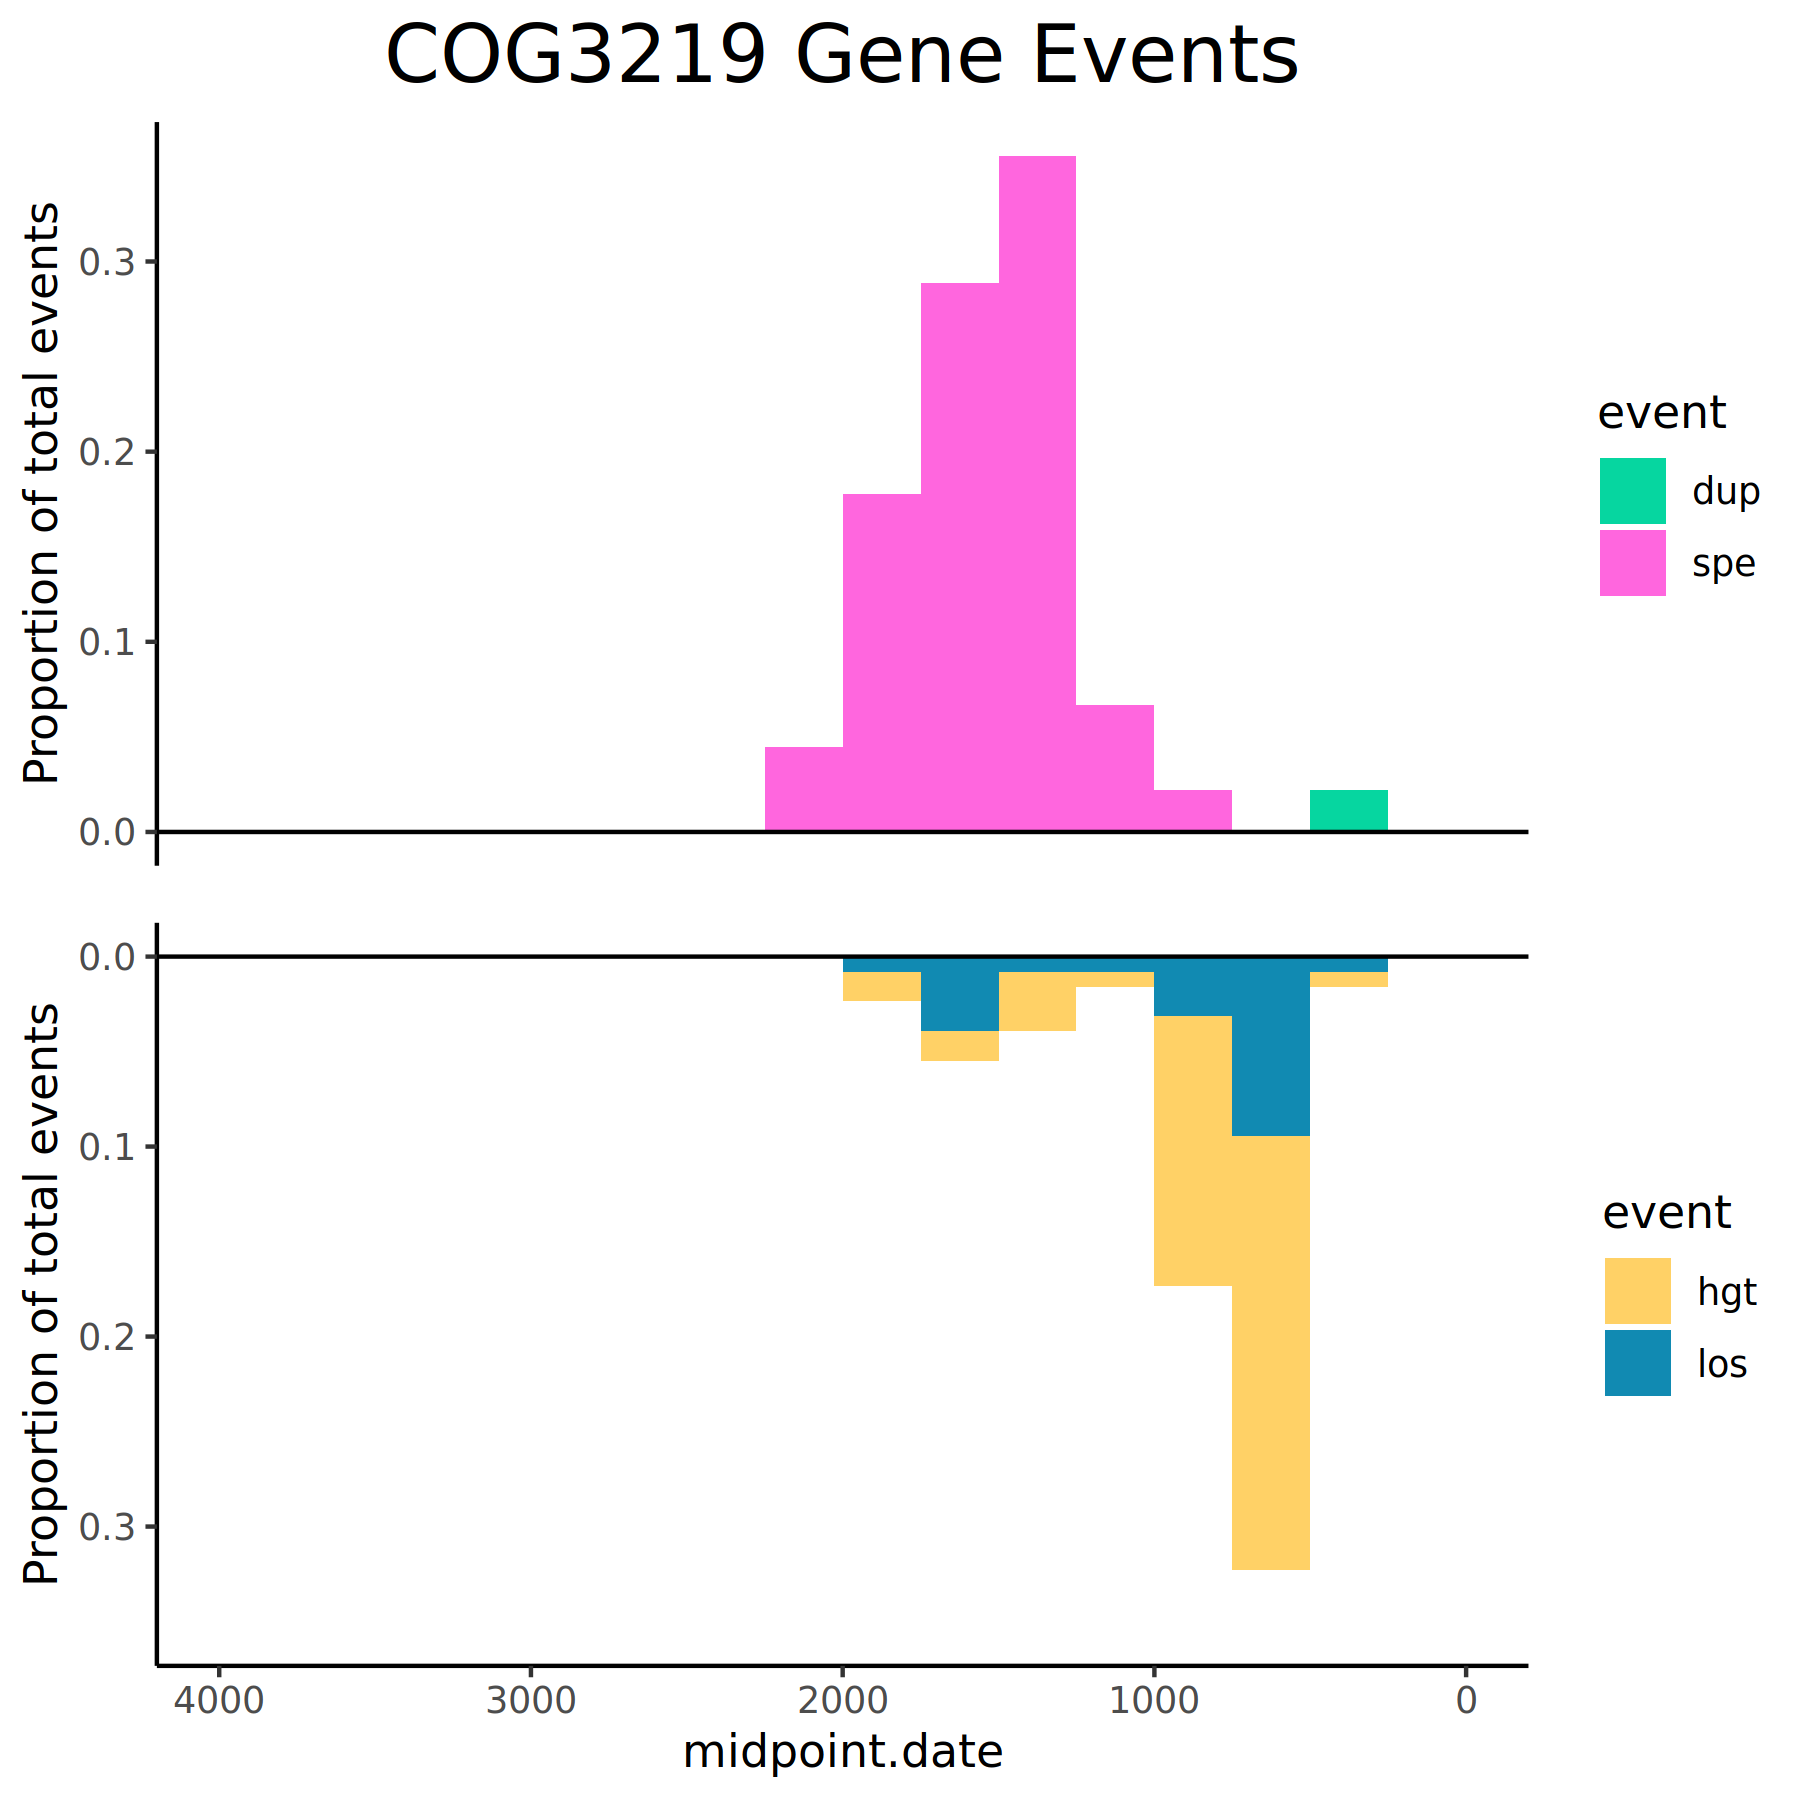 COG3219 Gene Events
Proportion of total events
0.3
0.2
0.1
0.0
event
dup
spe
Proportion of total events
0.0
0.1
0.2
0.3
event
hgt
los
4000 3000 2000 1000 0
midpoint.date